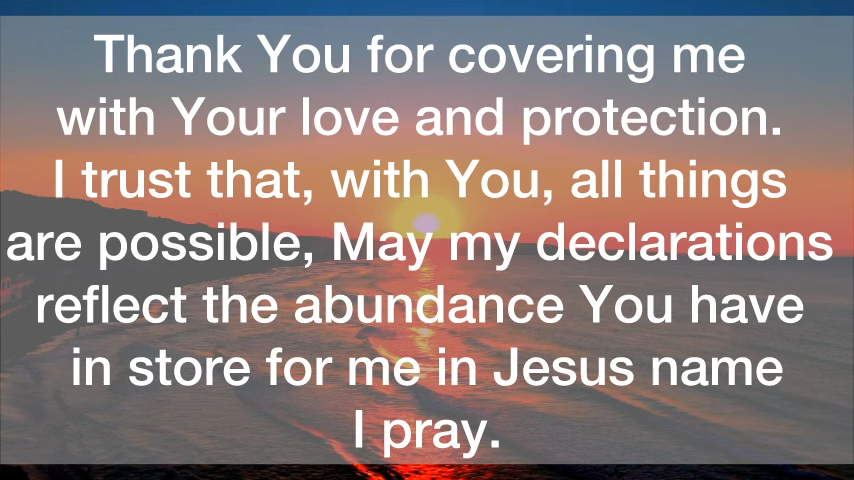 Thank You for covering me
with Your love and protection.
I trust that, with You, all things
are possible, May my declarations
reflect the abundance You have
in store for me in Jesus name
I pray.